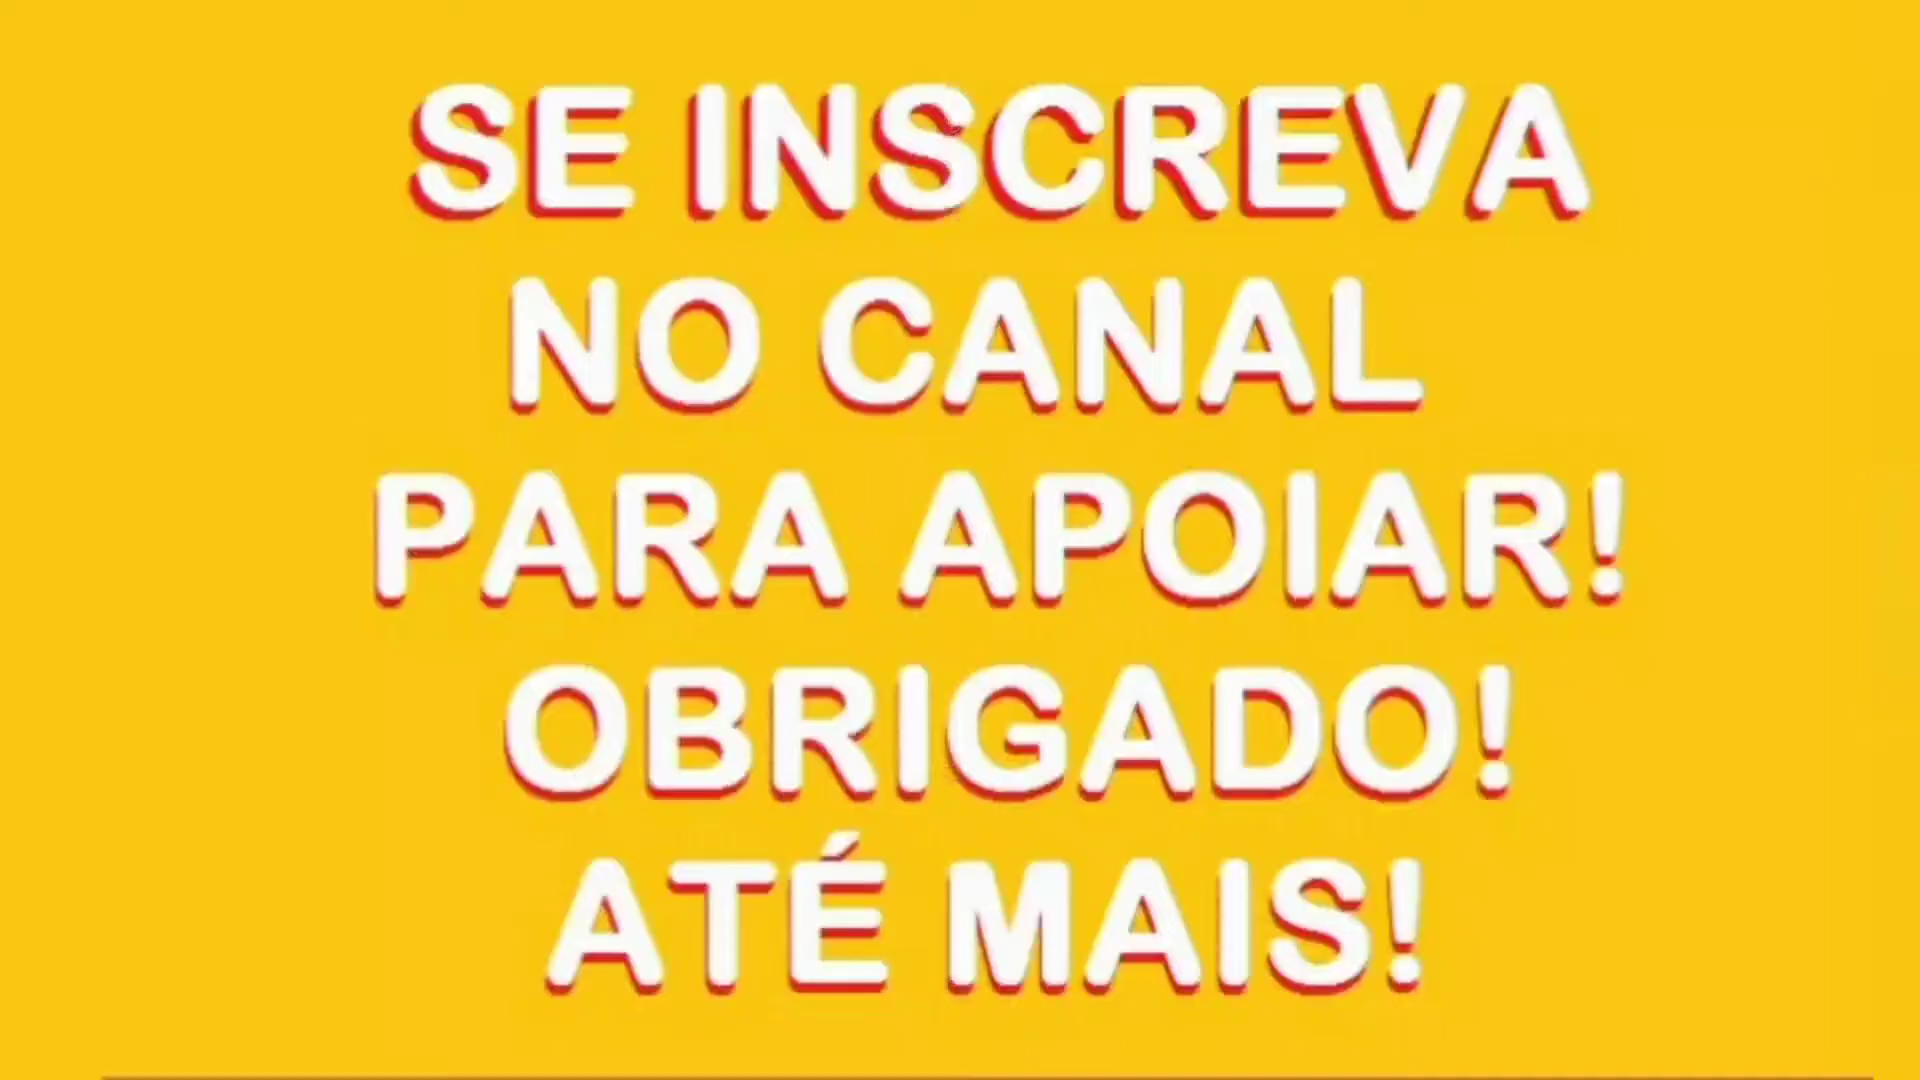 SE INSCREVA
NO CANAL
PARA APOIAR!
OBRIGADO!
ATÉ MAIS!